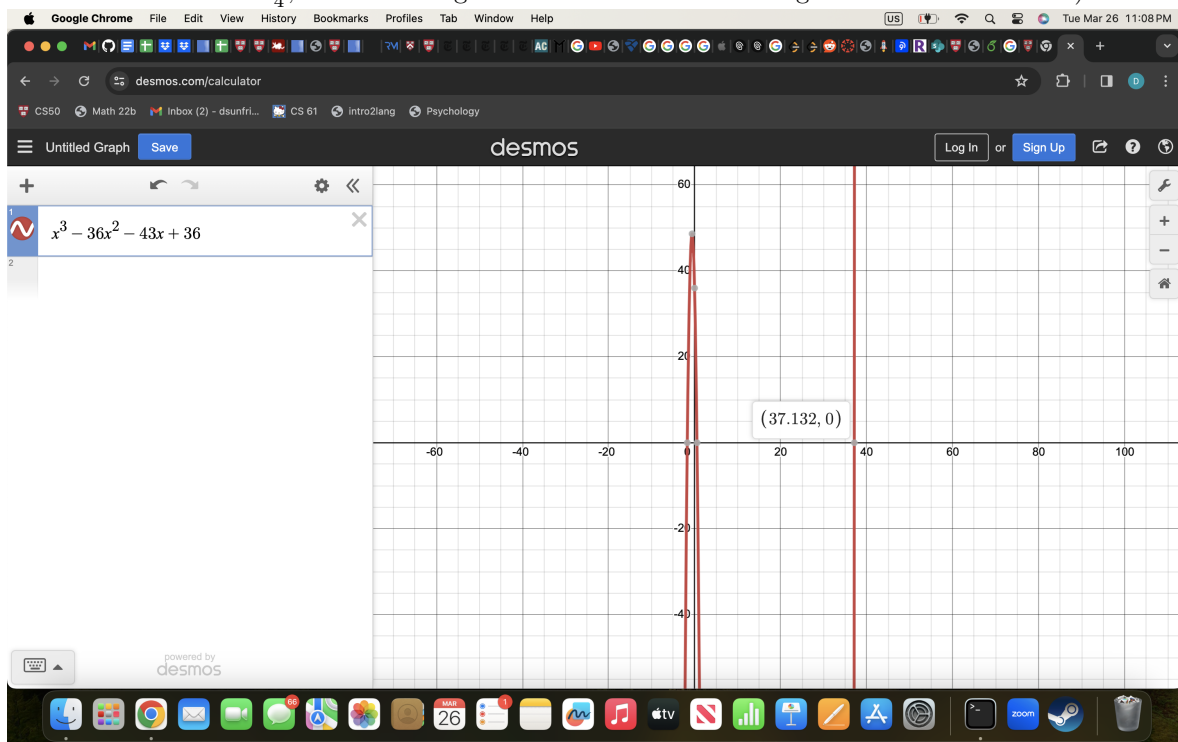 Google Chrome File Edit View History Bookmarks Profiles Tab Window Help US Tue Mar 26 11:08 PM
AC
desmos.com/calculator D
CS50 Math 22b Inbox (2) - dsunfri... CS 61 intro2lang Psychology
Untitled Graph Save desmos Log In or Sign Up
1
x³ – 36x² – 43x + 36
2
60
40
20
(37.132, 0)
-60 -40 -20 0 20 40 60 80 100
-20
-40
powered by
desmos
66
MAR
26
1
tv
zoom